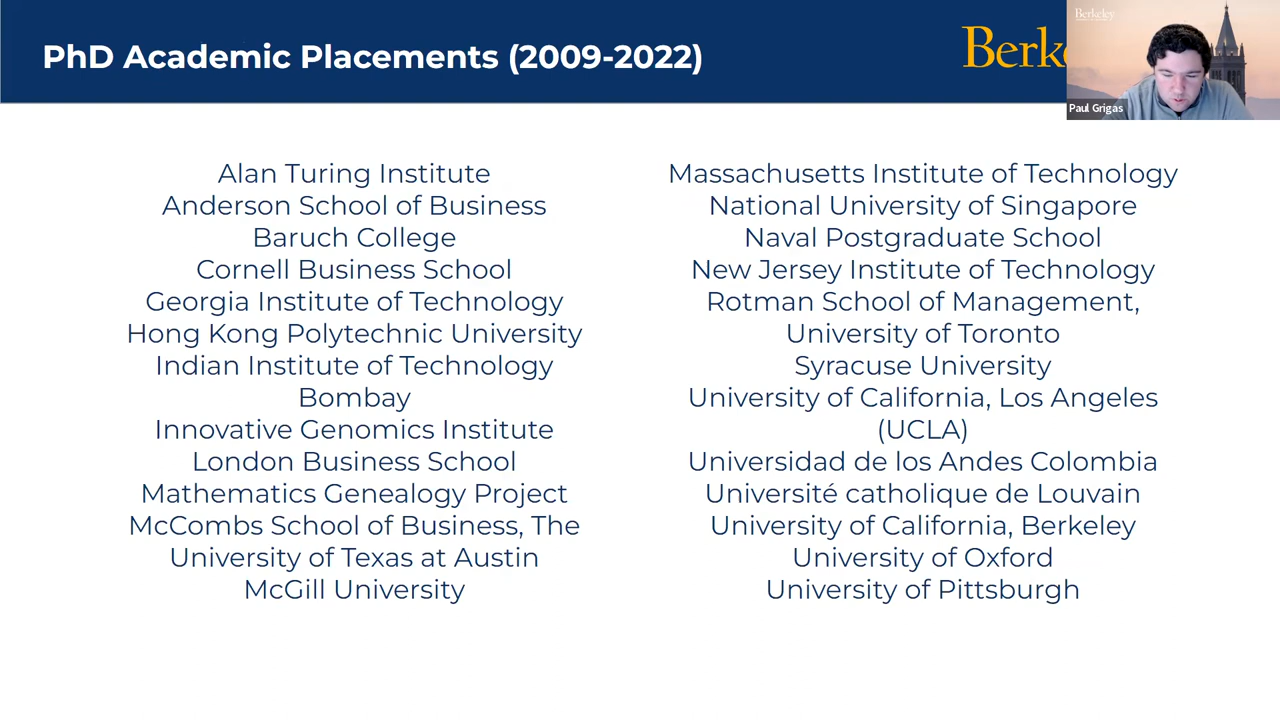 PhD Academic Placements (2009-2022)
Berkeley
Paul Grigas
Alan Turing Institute
Anderson School of Business
Baruch College
Cornell Business School
Georgia Institute of Technology
Hong Kong Polytechnic University
Indian Institute of Technology
Bombay
Innovative Genomics Institute
London Business School
Mathematics Genealogy Project
McCombs School of Business, The
University of Texas at Austin
McGill University
Massachusetts Institute of Technology
National University of Singapore
Naval Postgraduate School
New Jersey Institute of Technology
Rotman School of Management,
University of Toronto
Syracuse University
University of California, Los Angeles
(UCLA)
Universidad de los Andes Colombia
Université catholique de Louvain
University of California, Berkeley
University of Oxford
University of Pittsburgh